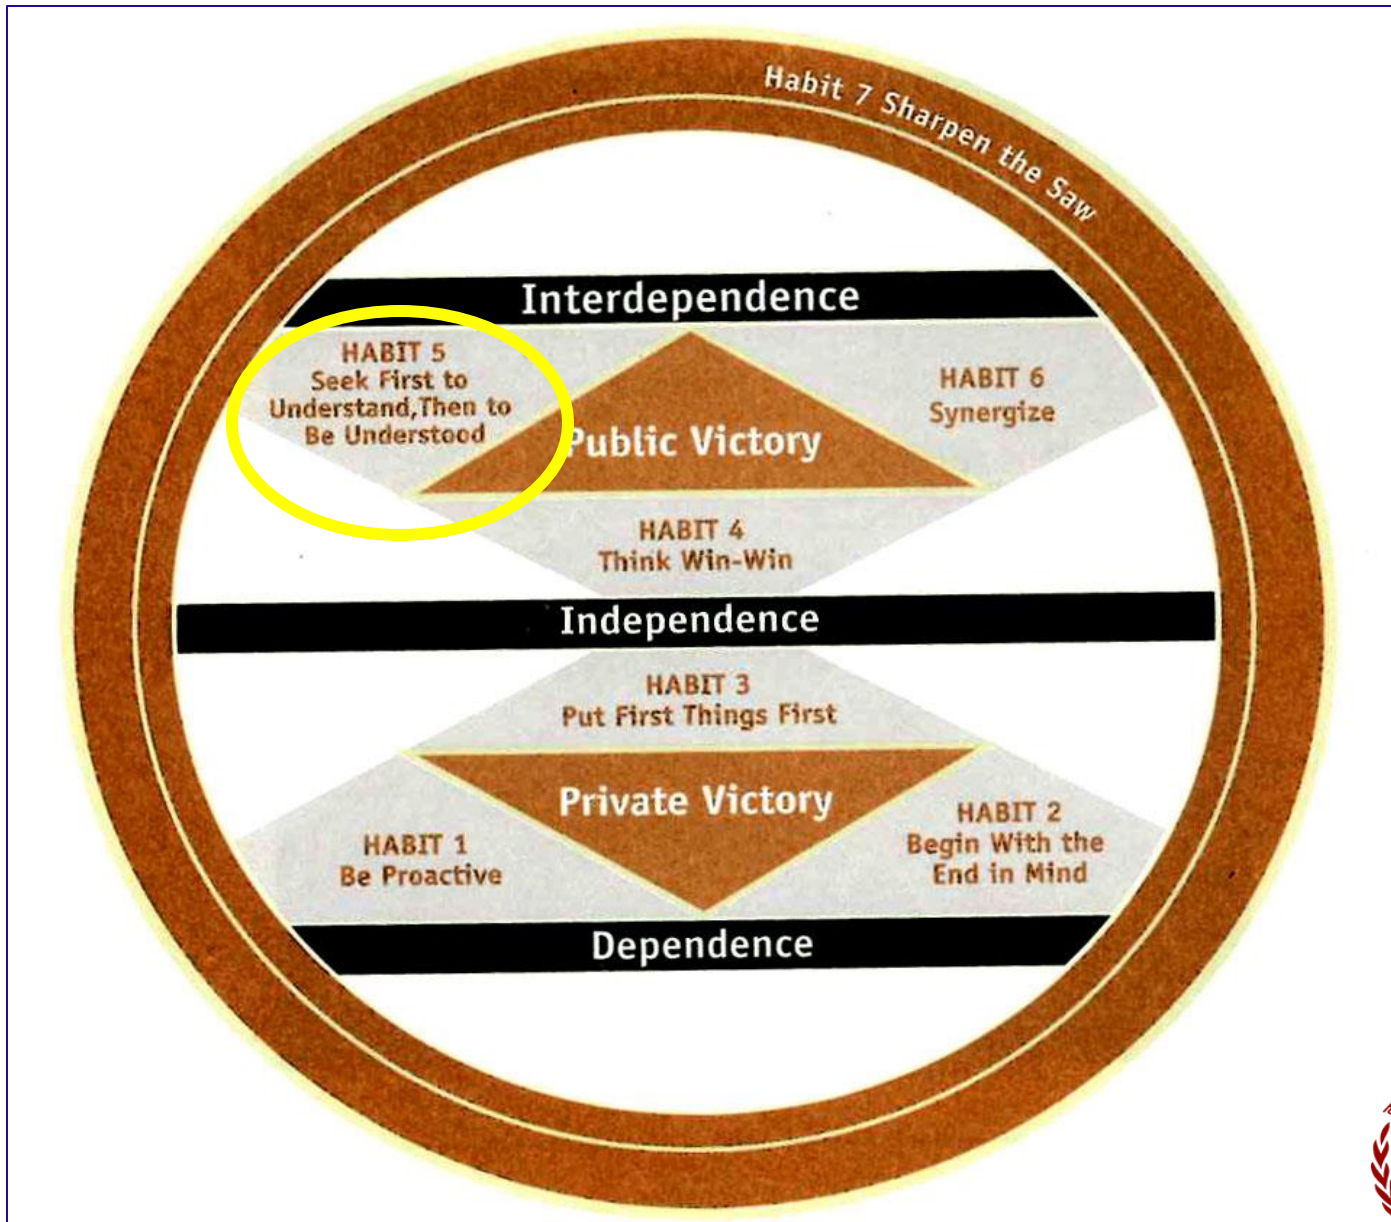 Habit 7 Sharpen the Saw
Interdependence
HABIT 5
Seek First to
Understand,Then to
Be Understood
HABIT 6
Synergize
Public Victory
HABIT 4
Think Win-Win
Independence
HABIT 3
Put First Things First
Private Victory
HABIT 1
Be Proactive
HABIT 2
Begin With the
End in Mind
Dependence